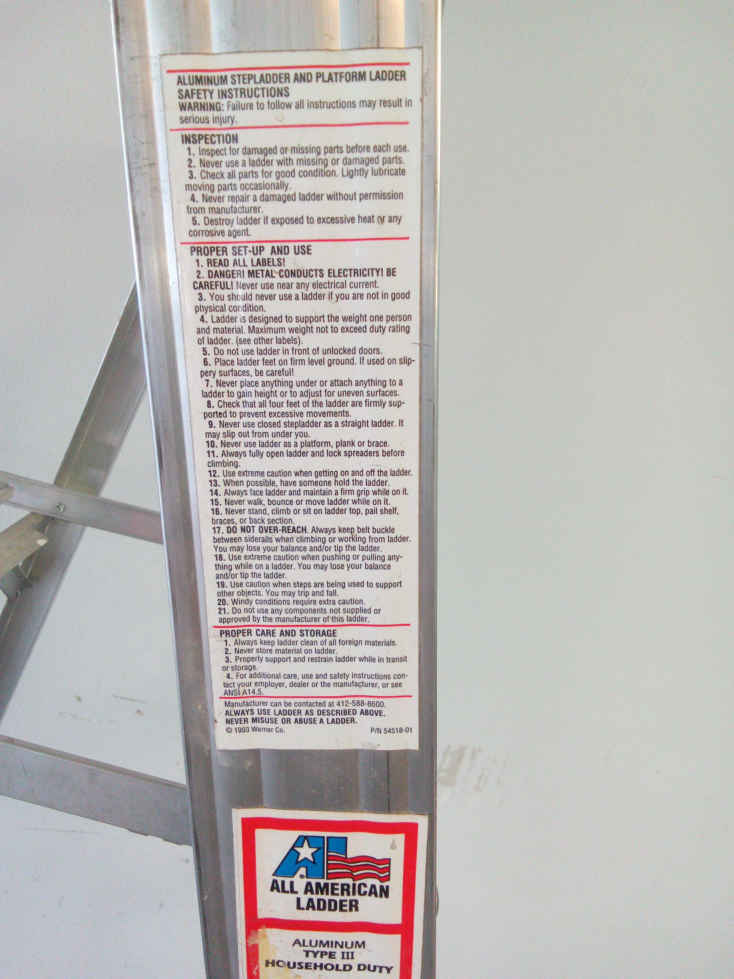 ALUMINUM STEPLADDER AND PLATFORM LADDER
SAFETY INSTRUCTIONS
WARNING: Failure to follow all instructions may result in
serious injury.
INSPECTION
1. Inspect for damaged or missing parts before each use.
2. Never use a ladder with missing or damaged parts.
3. Check all parts for good condition. Lightly lubricate
moving parts occasionally.
4. Never repair a damaged ladder without permission
from manufacturer.
5. Destroy ladder if exposed to excessive heat or any
corrosive agent.
PROPER SET-UP AND USE
1. READ ALL LABELS!
2. DANGER! METAL CONDUCTS ELECTRICITY! BE
CAREFUL! Never use near any electrical current.
3. You should never use a ladder if you are not in good
physical condition.
4. Ladder is designed to support the weight one person
and material. Maximum weight not to exceed duty rating
of ladder. (see other labels).
5. Do not use ladder in front of unlocked doors.
6. Place ladder feet on firm level ground. If used on slip-
pery surfaces, be careful!
7. Never place anything under or attach anything to a
ladder to gain height or to adjust for uneven surfaces.
8. Check that all four feet of the ladder are firmly sup-
ported to prevent excessive movements.
9. Never use closed stepladder as a straight ladder. It
may slip out from under you.
10. Never use ladder as a platform, plank or brace.
11. Always fully open ladder and lock spreaders before
climbing.
12. Use extreme caution when getting on and off the ladder.
13. When possible, have someone hold the ladder.
14. Always face ladder and maintain a firm grip while on it.
15. Never walk, bounce or move ladder while on it.
16. Never stand, climb or sit on ladder top, pail shelf,
braces, or back section.
17. DO NOT OVER-REACH. Always keep belt buckle
between siderails when climbing or working from ladder.
You may lose your balance and/or tip the ladder.
18. Use extreme caution when pushing or pulling any-
thing while on a ladder. You may lose your balance
and/or tip the ladder.
19. Use caution when steps are being used to support
other objects. You may trip and fall.
20. Windy conditions require extra caution.
21. Do not use any components not supplied or
approved by the manufacturer of this ladder.
PROPER CARE AND STORAGE
1. Always keep ladder clean of all foreign materials.
2. Never store material on ladder.
3. Properly support and restrain ladder while in transit
or storage.
4. For additional care, use and safety instructions con-
tact your employer, dealer or the manufacturer, or see
ANSI A14.5.
Manufacturer can be contacted at 412-588-8600.
ALWAYS USE LADDER AS DESCRIBED ABOVE.
NEVER MISUSE OR ABUSE A LADDER.
© 1993 Werner Co. P/N 54518-01
AL
ALL AMERICAN
LADDER
ALUMINUM
TYPE III
HOUSEHOLD DUTY